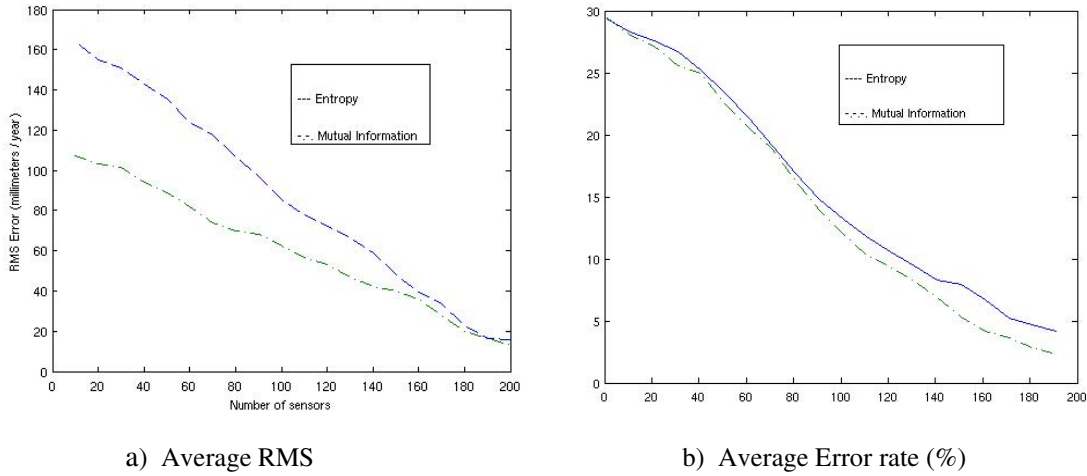 180
160
140
120
100
80
60
40
20
0
RMS Error (millimeters / year)
Entropy
Mutual Information
0 20 40 60 80 100 120 140 160 180 200
Number of sensors
a) Average RMS
30
25
20
15
10
5
0
Entropy
Mutual Information
0 20 40 60 80 100 120 140 160 180 200
b) Average Error rate (%)